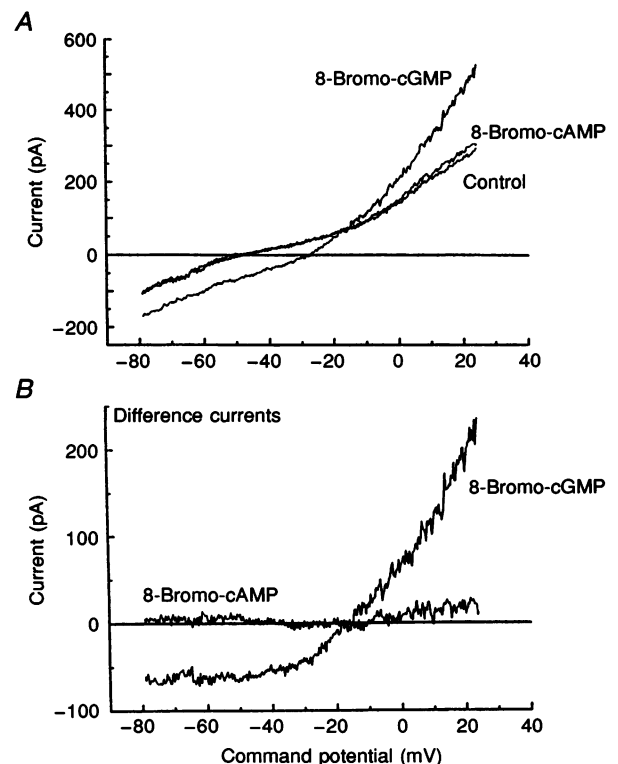 A
600
400
200
0
−200
Current (pA)
8-Bromo-cGMP
8-Bromo-cAMP
Control
−80 −60 −40 −20 0 20 40
B
Difference currents
200
100
0
−100
Current (pA)
8-Bromo-cGMP
8-Bromo-cAMP
−80 −60 −40 −20 0 20 40
Command potential (mV)